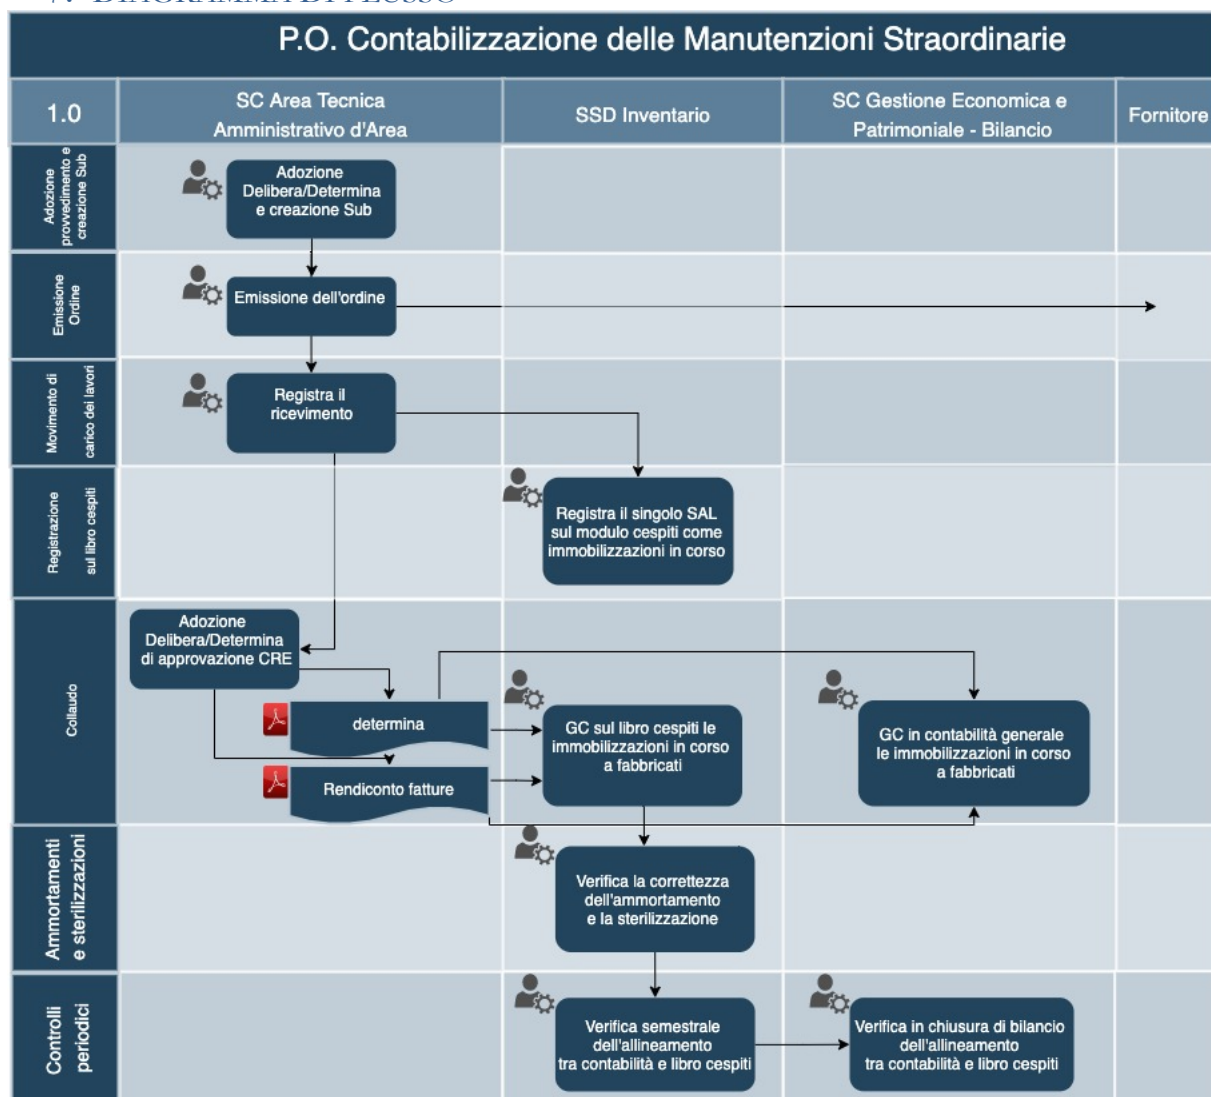 7. DIAGRAMMA DI FLUSSO
P.O. Contabilizzazione delle Manutenzioni Straordinarie
1.0
SC Area Tecnica
Amministrativo d'Area
SSD Inventario
SC Gestione Economica e
Patrimoniale - Bilancio
Fornitore
Adozione
provvedimento e
creazione Sub
Adozione
Delibera/Determina
e creazione Sub
Emissione
Ordine
Emissione dell'ordine
Movimento di
carico dei lavori
Registra il
ricevimento
Registrazione
sul libro cespiti
Registra il singolo SAL
sul modulo cespiti come
immobilizzazioni in corso
Collaudo
Adozione
Delibera/Determina
di approvazione CRE
determina
Rendiconto fatture
GC sul libro cespiti le
immobilizzazioni in corso
a fabbricati
GC in contabilità generale
le immobilizzazioni in corso
a fabbricati
Ammortamenti
e sterilizzazioni
Verifica la correttezza
dell'ammortamento
e la sterilizzazione
Controlli
periodici
Verifica semestrale
dell'allineamento
tra contabilità e libro cespiti
Verifica in chiusura di bilancio
dell'allineamento
tra contabilità e libro cespiti